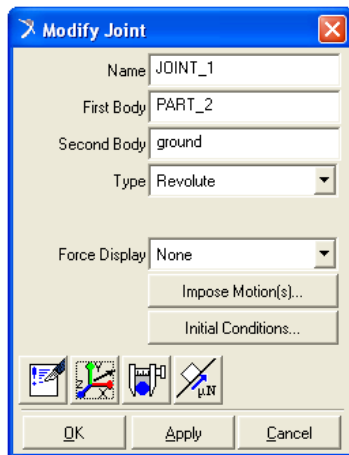 Modify Joint
Name JOINT_1
First Body PART_2
Second Body ground
Type Revolute
Force Display None
Impose Motion(s)...
Initial Conditions...
Z Y X μN
OK Apply Cancel